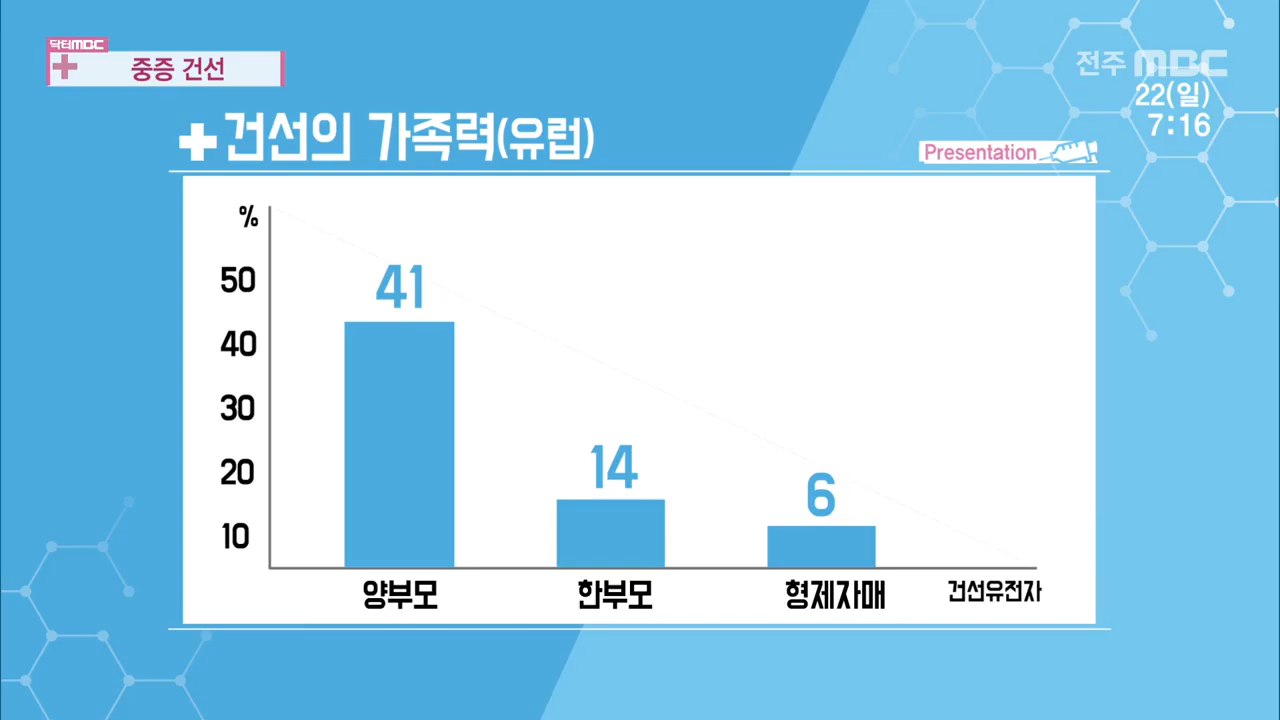 닥터MBC
중증 건선
전주 MBC
22(일)
7:16
건선의 가족력(유럽)
Presentation
%
50
40
30
20
10
41
14
6
양부모
한부모
형제자매
건선유전자